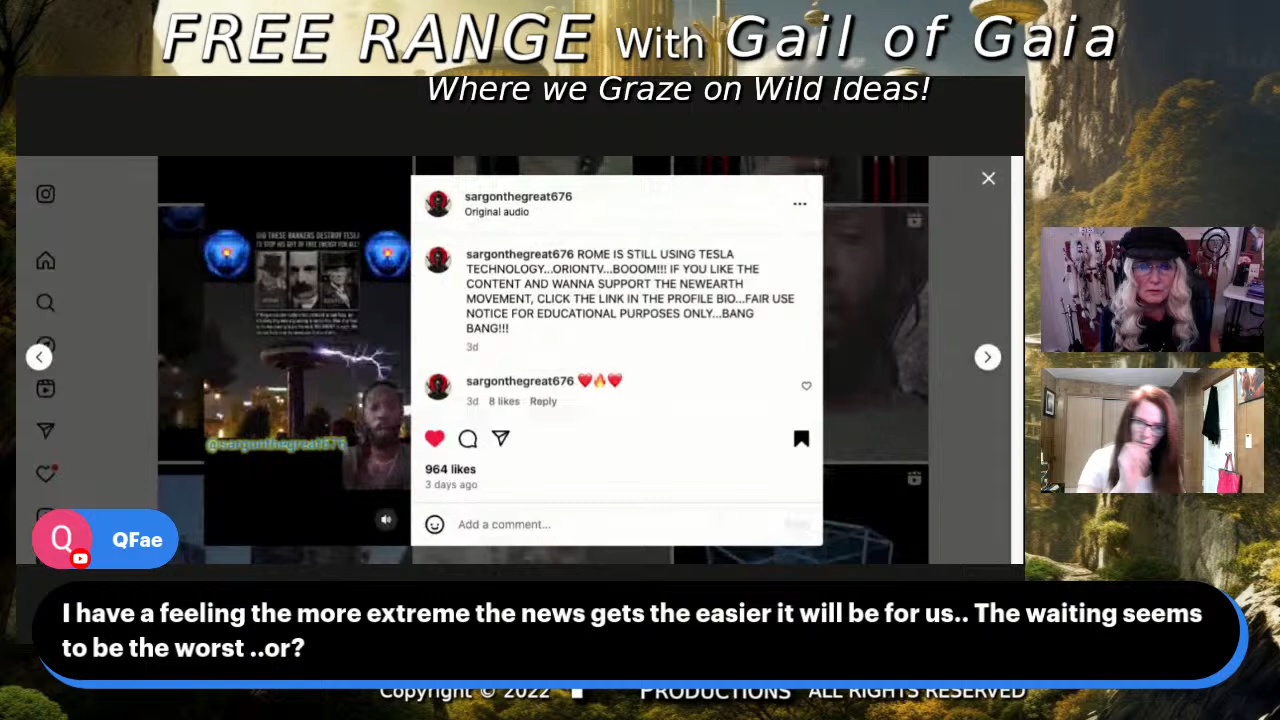 FREE RANGE With Gail of Gaia
Where we Graze on Wild Ideas!
sargonthegreat676
Original audio
sargonthegreat676 ROME IS STILL USING TESLA
TECHNOLOGY...ORIONTV...BOOOM!!! IF YOU LIKE THE
CONTENT AND WANNA SUPPORT THE NEWEARTH
MOVEMENT, CLICK THE LINK IN THE PROFILE BIO...FAIR USE
NOTICE FOR EDUCATIONAL PURPOSES ONLY...BANG
BANG!!!
3d
sargonthegreat676 ❤️🔥❤️
3d 8 likes Reply
964 likes
3 days ago
Add a comment...
THESE BANKERS DESTROY
@sargonthegreat676
Q
QFae
I have a feeling the more extreme the news gets the easier it will be for us.. The waiting seems
to be the worst ..or?
Copyright © 2022 PRODUCTIONS ALL RIGHTS RESERVED